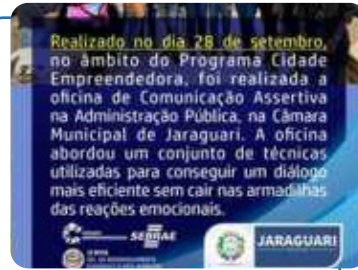 Realizado no dia 28 de setembro,
no âmbito do Programa Cidade
Empreendedora, foi realizada a
oficina de Comunicação Assertiva
na Administração Pública, na Câmara
Municipal de Jaraguari. A oficina
abordou um conjunto de técnicas
utilizadas para conseguir um diálogo
mais eficiente sem cair nas armadilhas
das reações emocionais.
SEBRAE
JARAGUARI